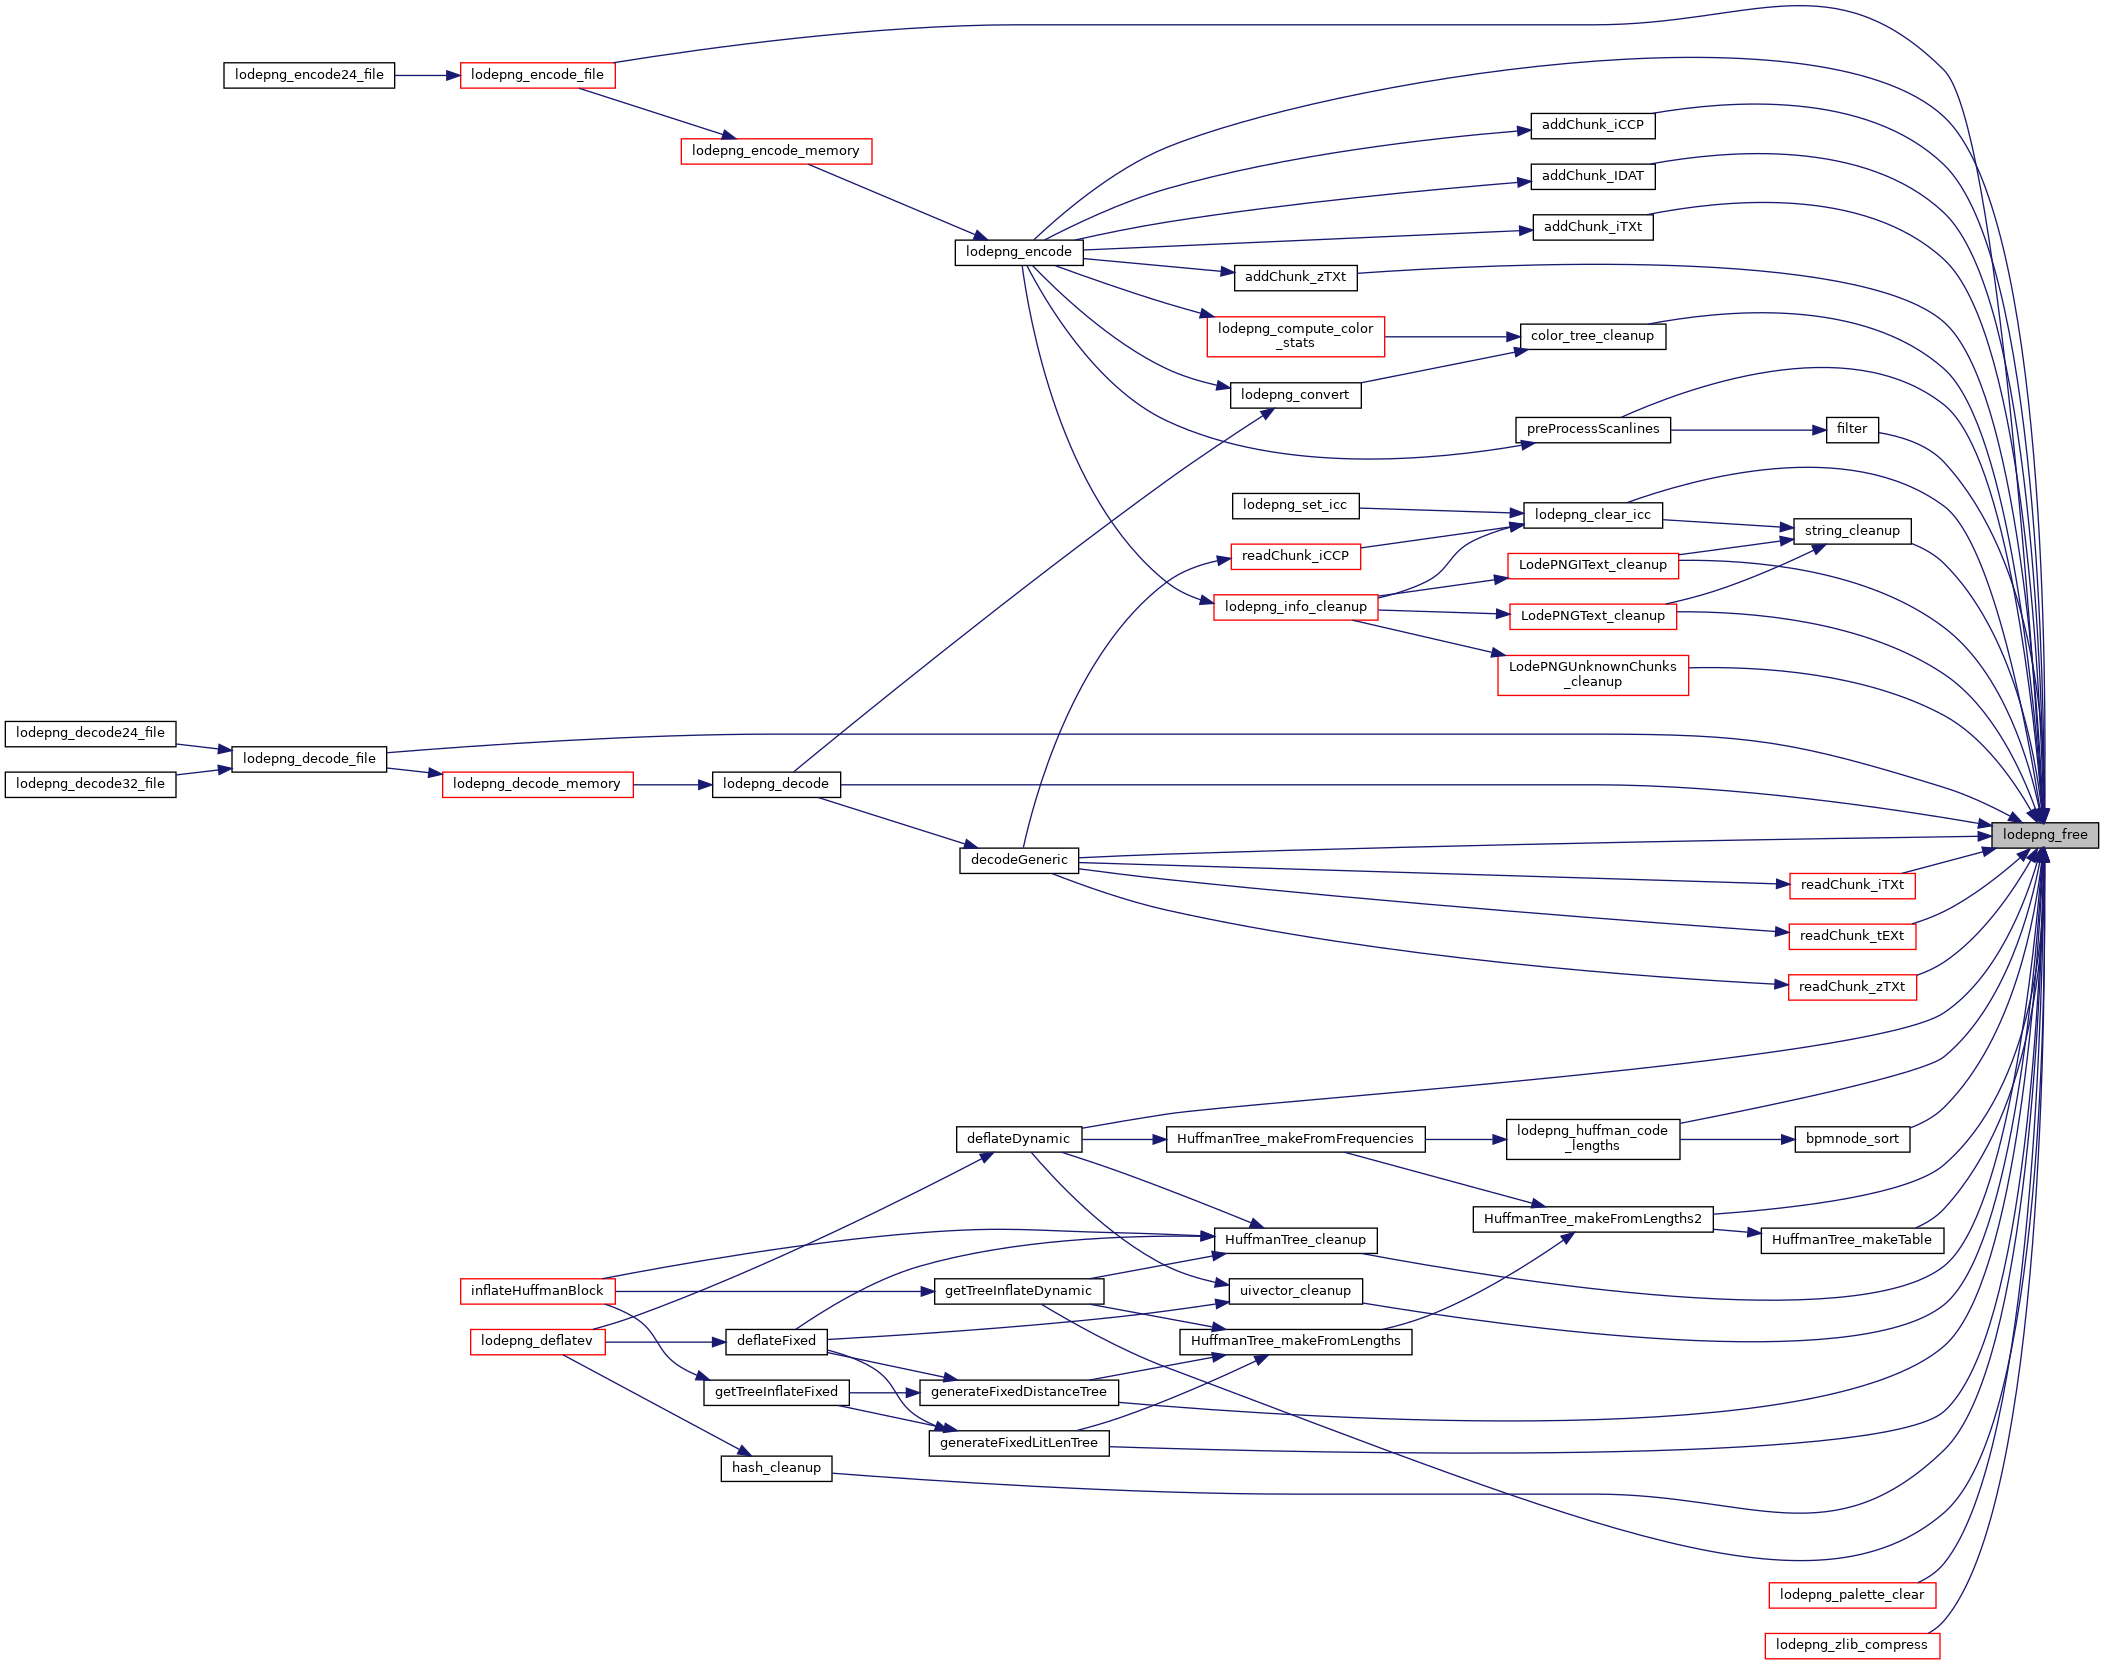 lodepng_encode24_file
lodepng_encode_file
lodepng_encode_memory
addChunk_iCCP
addChunk_IDAT
addChunk_iTXt
lodepng_encode
addChunk_zTXt
lodepng_compute_color
_stats
color_tree_cleanup
lodepng_convert
preProcessScanlines
filter
lodepng_set_icc
lodepng_clear_icc
string_cleanup
readChunk_iCCP
LodePNGIText_cleanup
lodepng_info_cleanup
LodePNGText_cleanup
LodePNGUnknownChunks
_cleanup
lodepng_decode24_file
lodepng_decode_file
lodepng_decode32_file
lodepng_decode_memory
lodepng_decode
lodepng_free
decodeGeneric
readChunk_iTXt
readChunk_tEXt
readChunk_zTXt
deflateDynamic
HuffmanTree_makeFromFrequencies
lodepng_huffman_code
_lengths
bpmnode_sort
HuffmanTree_makeFromLengths2
HuffmanTree_cleanup
HuffmanTree_makeTable
inflateHuffmanBlock
getTreeInflateDynamic
uivector_cleanup
lodepng_deflatev
deflateFixed
HuffmanTree_makeFromLengths
getTreeInflateFixed
generateFixedDistanceTree
generateFixedLitLenTree
hash_cleanup
lodepng_palette_clear
lodepng_zlib_compress